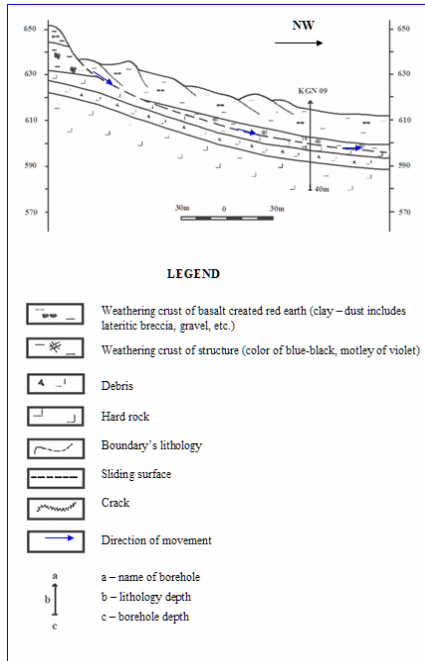 NW
650
650
630
KGN 09
630
610
610
590
590
40m
570
570
30m 0 30m
LEGEND
Weathering crust of basalt created red earth (clay – dust includes
lateritic breccia, gravel, etc.)
Weathering crust of structure (color of blue-black, motley of violet)
Debris
Hard rock
Boundary's lithology
Sliding surface
Crack
Direction of movement
a
a – name of borehole
b
b – lithology depth
c
c – borehole depth